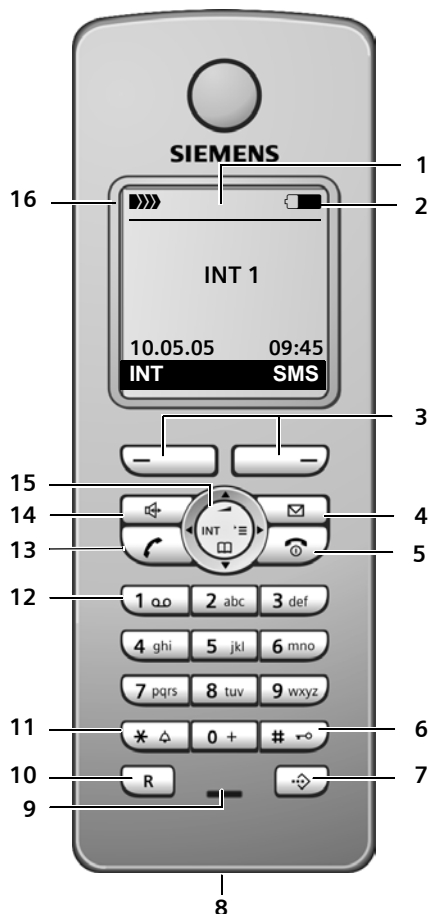 SIEMENS
1
16
2
INT 1
10.05.05 09:45
INT SMS
3
15
14
INT
4
13
5
12
1 2 abc 3 def
4 ghi 5 jkl 6 mno
7 pqrs 8 tuv 9 wxyz
11
* 0 + #
6
10
R
7
9
8